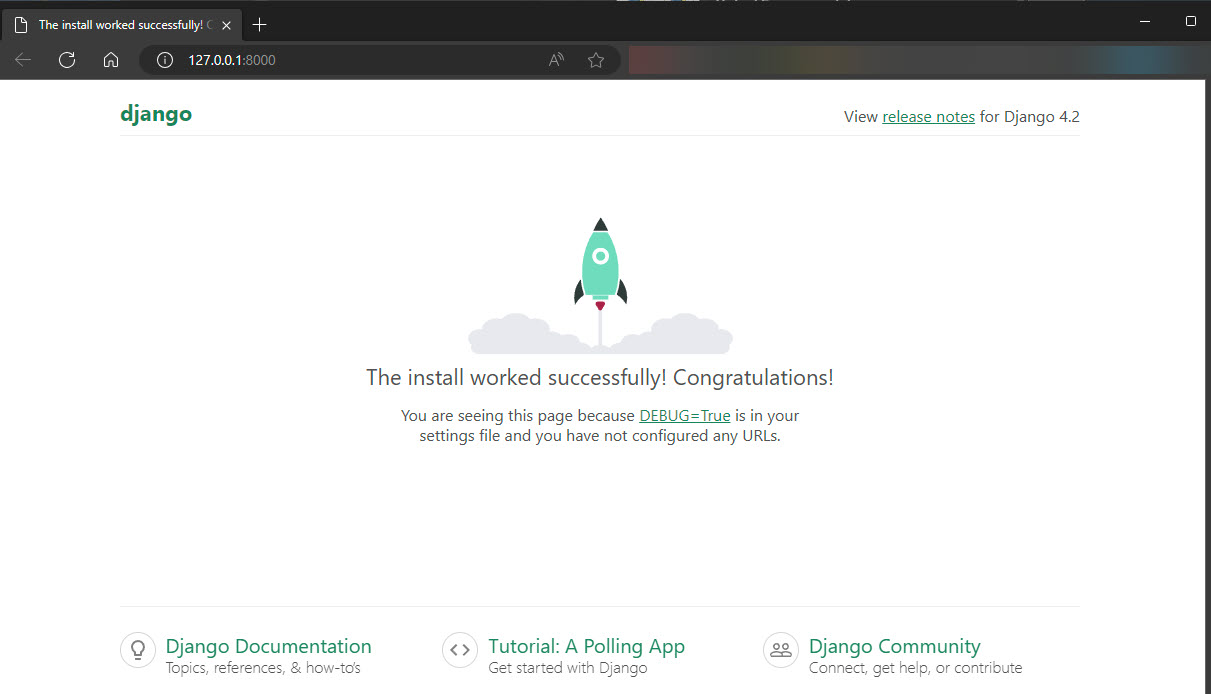 The install worked successfully!
127.0.0.1:8000
django
View release notes for Django 4.2
The install worked successfully! Congratulations!
You are seeing this page because DEBUG=True is in your
settings file and you have not configured any URLs.
Django Documentation
Topics, references, & how-to's
Tutorial: A Polling App
Get started with Django
Django Community
Connect, get help, or contribute